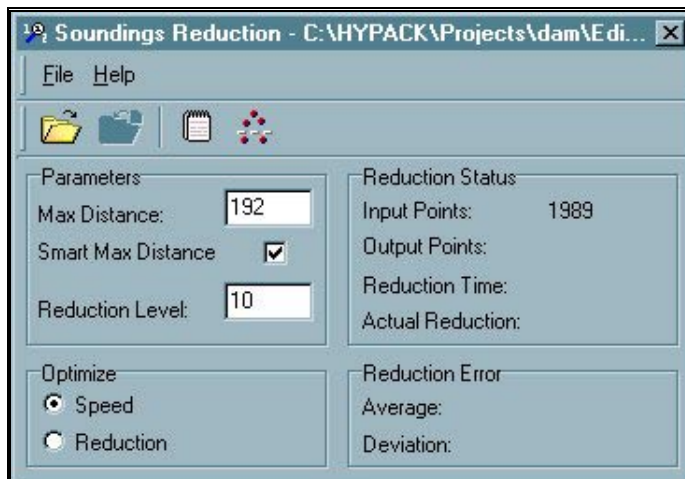 Soundings Reduction - C:\HYPACK\Projects\dam\Edi...
File Help
Parameters
Max Distance: 192
Smart Max Distance
Reduction Level: 10
Reduction Status
Input Points: 1989
Output Points:
Reduction Time:
Actual Reduction:
Optimize
Speed
Reduction
Reduction Error
Average:
Deviation: